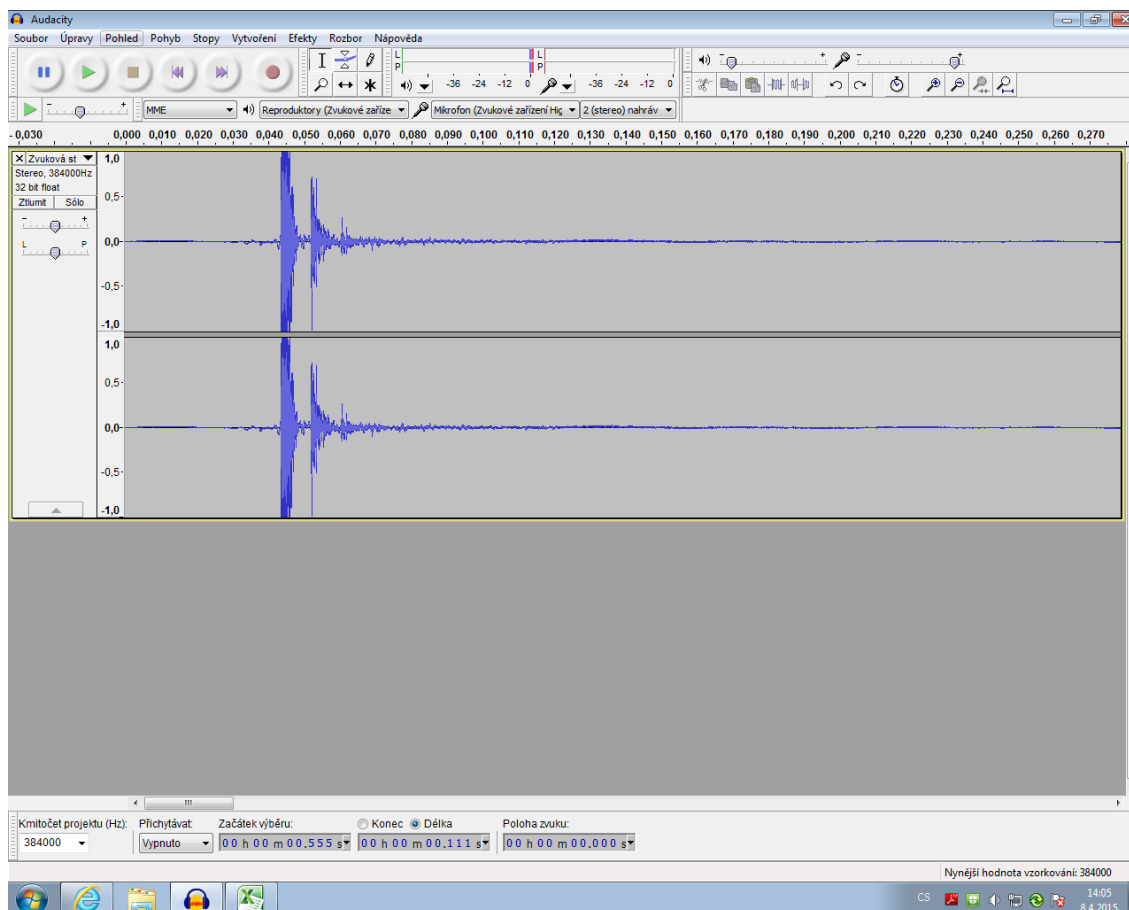 Audacity
Soubor Úpravy Pohled Pohyb Stopy Vytvoření Efekty Rozbor Nápověda
L
P
-36 -24 -12 0
L
P
-36 -24 -12 0
MME
Reproduktory (Zvukové zaříze
Mikrofon (Zvukové zařízení Hig
2 (stereo) nahráv
- 0,030 0,000 0,010 0,020 0,030 0,040 0,050 0,060 0,070 0,080 0,090 0,100 0,110 0,120 0,130 0,140 0,150 0,160 0,170 0,180 0,190 0,200 0,210 0,220 0,230 0,240 0,250 0,260 0,270
Zvuková st
Stereo, 384000Hz
32 bit float
Ztlumit Sólo
- +
L P
1,0
0,5
0,0
-0,5
-1,0
1,0
0,5
0,0
-0,5
-1,0
Kmitočet projektu (Hz): Přichytávat: Začátek výběru: Konec Délka Poloha zvuku:
384000 Vypnuto 00 h 00 m 00.555 s 00 h 00 m 00.111 s 00 h 00 m 00.000 s
Nynější hodnota vzorkování: 384000
CS 14:05
8.4.2015